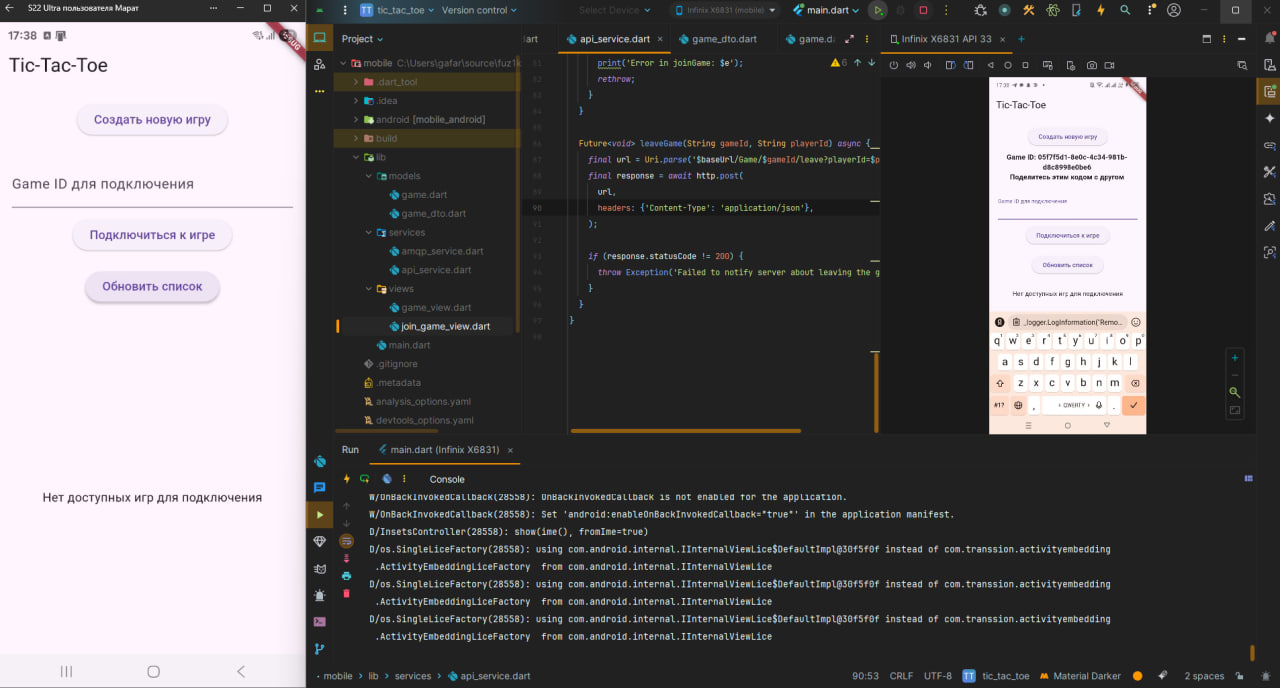 S22 Ultra пользователя Марат
17:38
Tic-Tac-Toe
Создать новую игру
Game ID для подключения
Подключиться к игре
Обновить список
Нет доступных игр для подключения
TT tic_tac_toe Version control Select Device Infinix X6831 (mobile) main.dart
Project
mobile C:\Users\gafar\source\fuz1k
.dart_tool
.idea
android [mobile_android]
build
lib
models
game.dart
game_dto.dart
services
amqp_service.dart
api_service.dart
views
game_view.dart
join_game_view.dart
main.dart
.gitignore
.metadata
analysis_options.yaml
devtools_options.yaml
.dart api_service.dart game_dto.dart game.d
6
81 print('Error in joinGame: $e');
82 rethrow;
83 }
84 }
85
86 Future<void> leaveGame(String gameId, String playerId) async {
87 final url = Uri.parse('$baseUrl/Game/$gameId/leave?playerId=$p
88 final response = await http.post(
89 url,
90 headers: {'Content-Type': 'application/json'},
91 );
92
93 if (response.statusCode != 200) {
94 throw Exception('Failed to notify server about leaving the g
95 }
96 }
97 }
98
Infinix X6831 API 33
17:38
Tic-Tac-Toe
Создать новую игру
Game ID: 05f7f5d1-8e0c-4c34-981b-
d8c8998e0be6
Поделитесь этим кодом с другом
Game ID для подключения
Подключиться к игре
Обновить список
Нет доступных игр для подключения
_logger.LogInformation("Remo...
q w e r t y u i o p
a s d f g h j k l
z x c v b n m
#1? , QWERTY .
Run main.dart (Infinix X6831)
Console
W/OnBackInvokedCallback(28558): OnBackInvokedCallback is not enabled for the application.
W/OnBackInvokedCallback(28558): Set 'android:enableOnBackInvokedCallback="true"' in the application manifest.
D/InsetsController(28558): show(ime(), fromIme=true)
D/os.SingleLiceFactory(28558): using com.android.internal.IInternalViewLice$DefaultImpl@30f5f0f instead of com.transsion.activityembedding
.ActivityEmbeddingLiceFactory from com.android.internal.IInternalViewLice
D/os.SingleLiceFactory(28558): using com.android.internal.IInternalViewLice$DefaultImpl@30f5f0f instead of com.transsion.activityembedding
.ActivityEmbeddingLiceFactory from com.android.internal.IInternalViewLice
D/os.SingleLiceFactory(28558): using com.android.internal.IInternalViewLice$DefaultImpl@30f5f0f instead of com.transsion.activityembedding
.ActivityEmbeddingLiceFactory from com.android.internal.IInternalViewLice
mobile › lib › services › api_service.dart 90:53 CRLF UTF-8 TT tic_tac_toe Material Darker 2 spaces